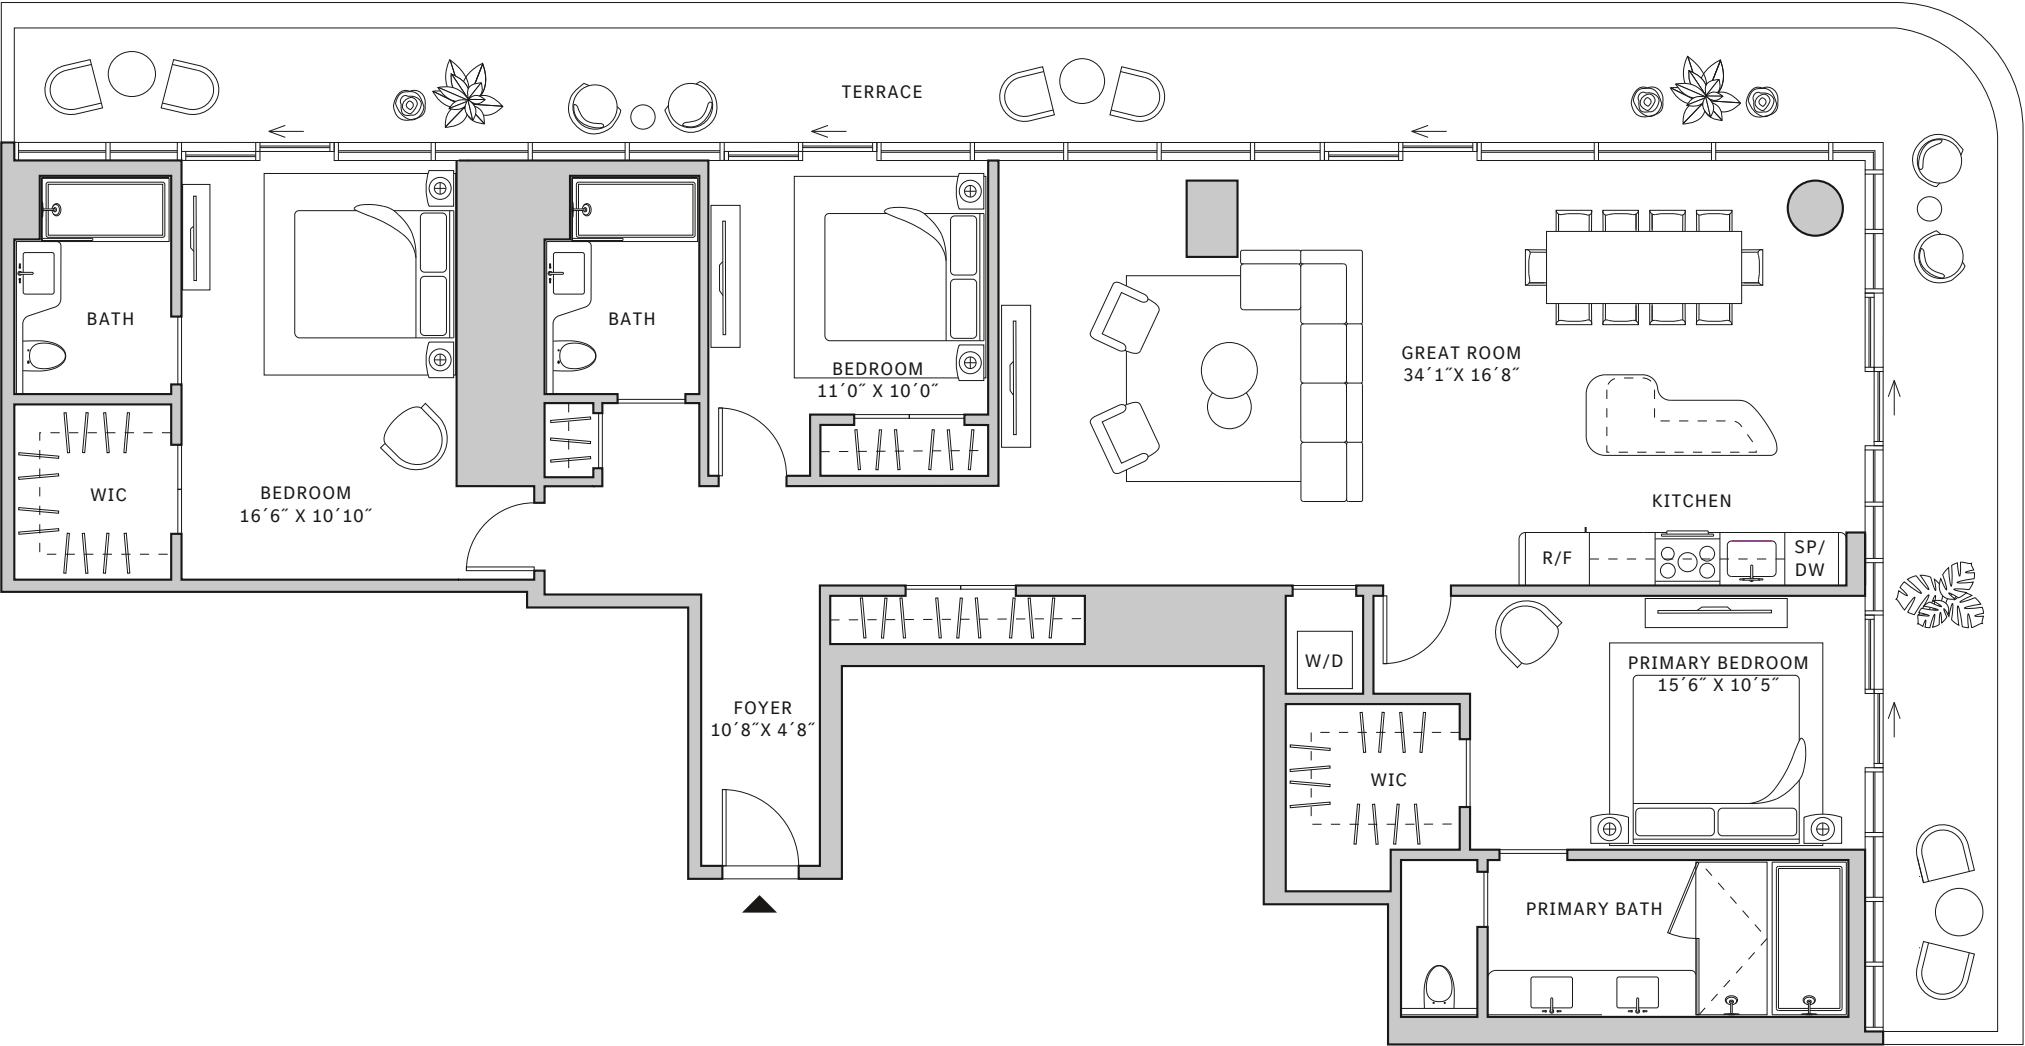 TERRACE
BATH
BATH
BEDROOM
11´0˝ X 10´0˝
GREAT ROOM
34´1˝X 16´8˝
WIC
BEDROOM
16´6˝ X 10´10˝
KITCHEN
R/F
SP/
DW
W/D
PRIMARY BEDROOM
15´6˝ X 10´5˝
FOYER
10´8˝X 4´8˝
WIC
PRIMARY BATH